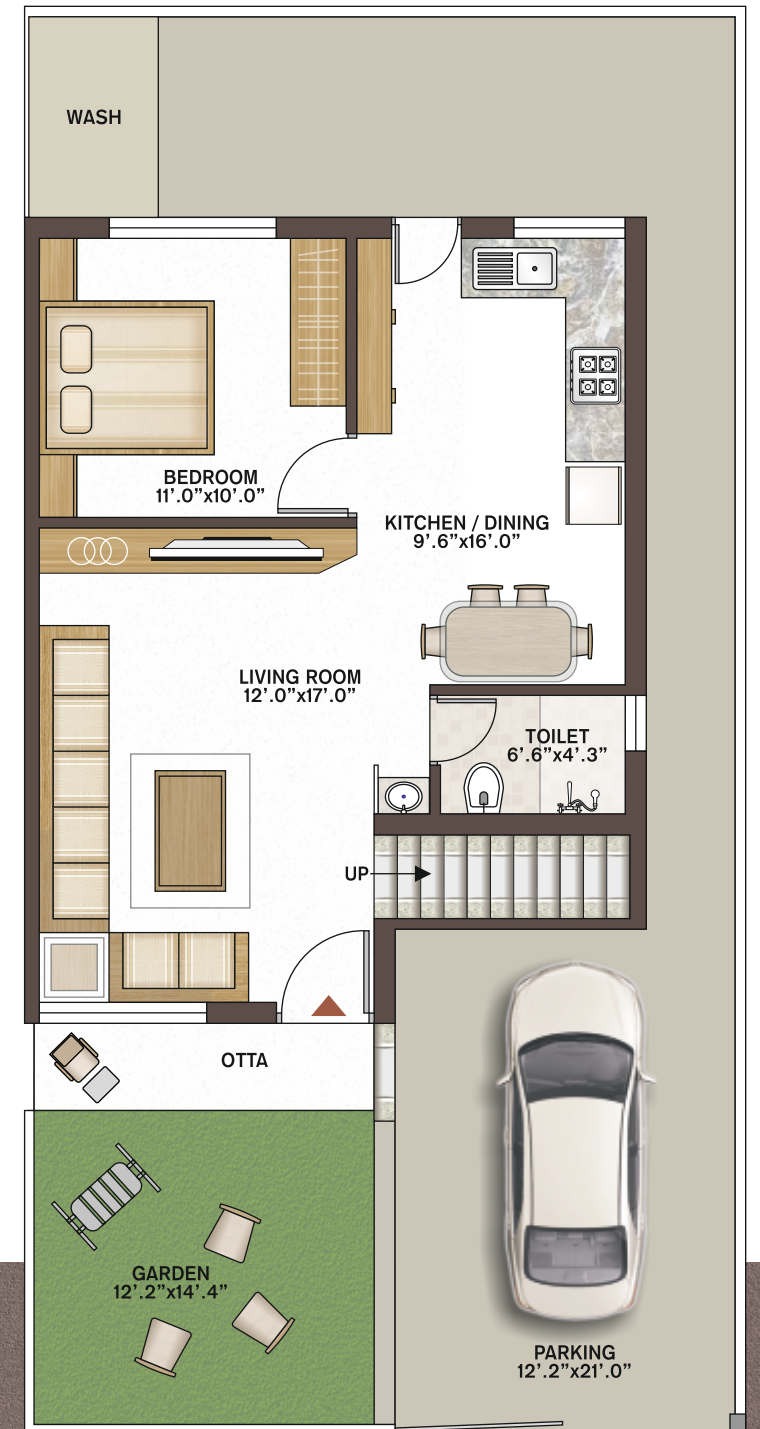 WASH
BEDROOM
11’.0”x10’.0”
KITCHEN / DINING
9’.6”x16’.0”
LIVING ROOM
12’.0”x17’.0”
TOILET
6’.6”x4’.3”
UP
OTTA
GARDEN
12’.2”x14’.4”
PARKING
12’.2”x21’.0”